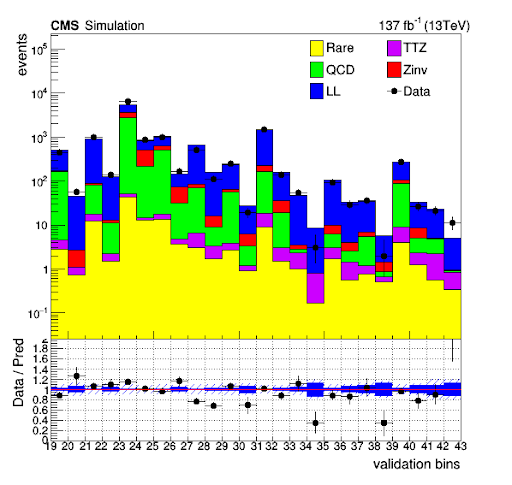 CMS Simulation 137 fb⁻¹ (13TeV)
events
10⁵
10⁴
10³
10²
10
1
10⁻¹
Rare TTZ
QCD Zinv
LL Data
Data / Pred
1.8
1.6
1.4
1.2
1
0.8
0.6
0.4
0.2
0
19 20 21 22 23 24 25 26 27 28 29 30 31 32 33 34 35 36 37 38 39 40 41 42 43
validation bins